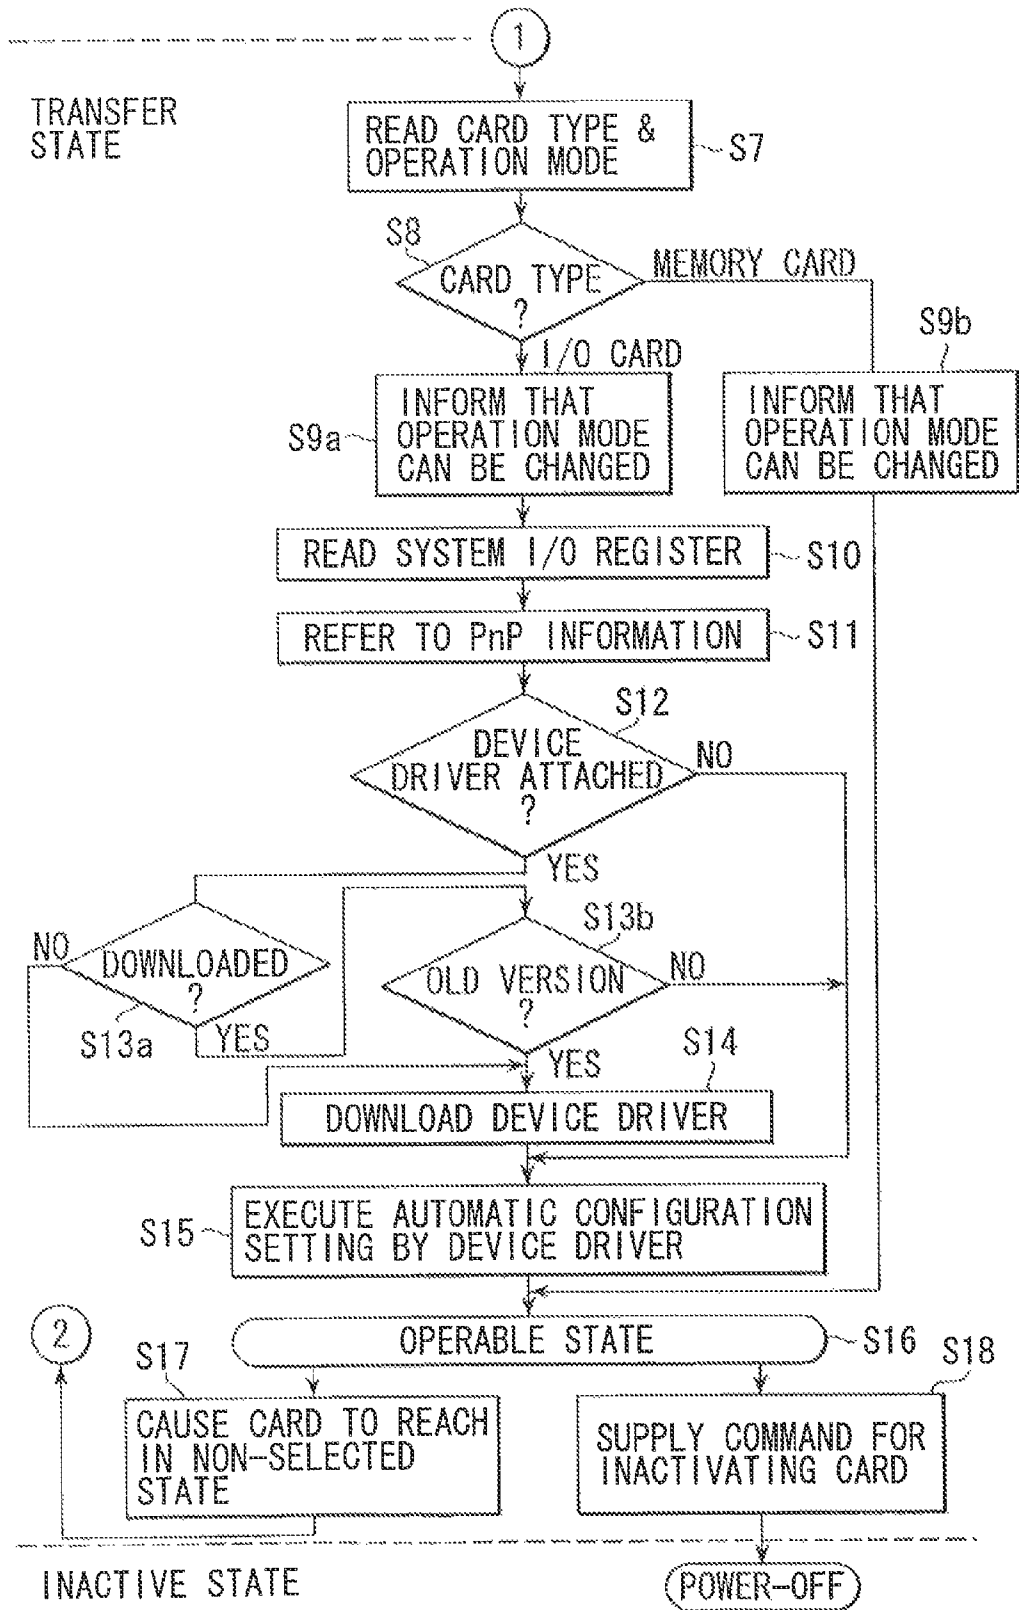 1
TRANSFER
STATE
READ CARD TYPE &
OPERATION MODE
S7
S8
CARD TYPE
?
MEMORY CARD
I/O CARD
S9b
S9a
INFORM THAT
OPERATION MODE
CAN BE CHANGED
INFORM THAT
OPERATION MODE
CAN BE CHANGED
READ SYSTEM I/O REGISTER
S10
REFER TO PnP INFORMATION
S11
S12
DEVICE
DRIVER ATTACHED
?
NO
YES
S13b
NO
DOWNLOADED
?
S13a
YES
OLD VERSION
?
NO
YES
S14
DOWNLOAD DEVICE DRIVER
S15
EXECUTE AUTOMATIC CONFIGURATION
SETTING BY DEVICE DRIVER
2
OPERABLE STATE
S16
S17
S18
CAUSE CARD TO REACH
IN NON-SELECTED
STATE
SUPPLY COMMAND FOR
INACTIVATING CARD
INACTIVE STATE
POWER-OFF